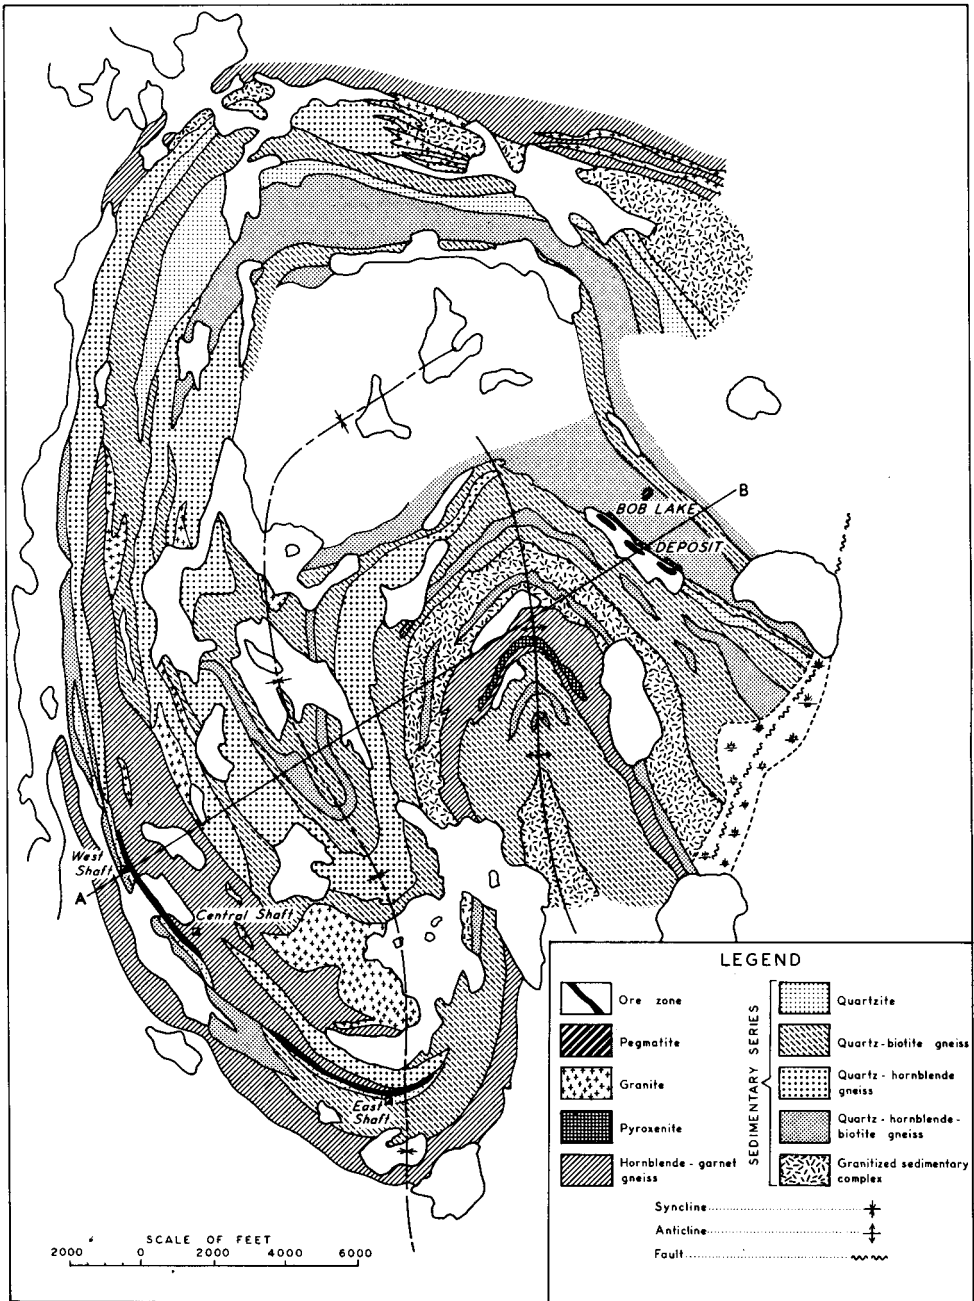 BOB LAKE
B
DEPOSIT
West
Shaft
A
Central Shaft
East
Shaft
SCALE OF FEET
2000 0 2000 4000 6000
LEGEND
Ore zone
Pegmatite
Granite
Pyroxenite
Hornblende - garnet
gneiss
SEDIMENTARY SERIES
Quartzite
Quartz - biotite gneiss
Quartz - hornblende
gneiss
Quartz - hornblende -
biotite gneiss
Granitized sedimentary
complex
Syncline
Anticline
Fault